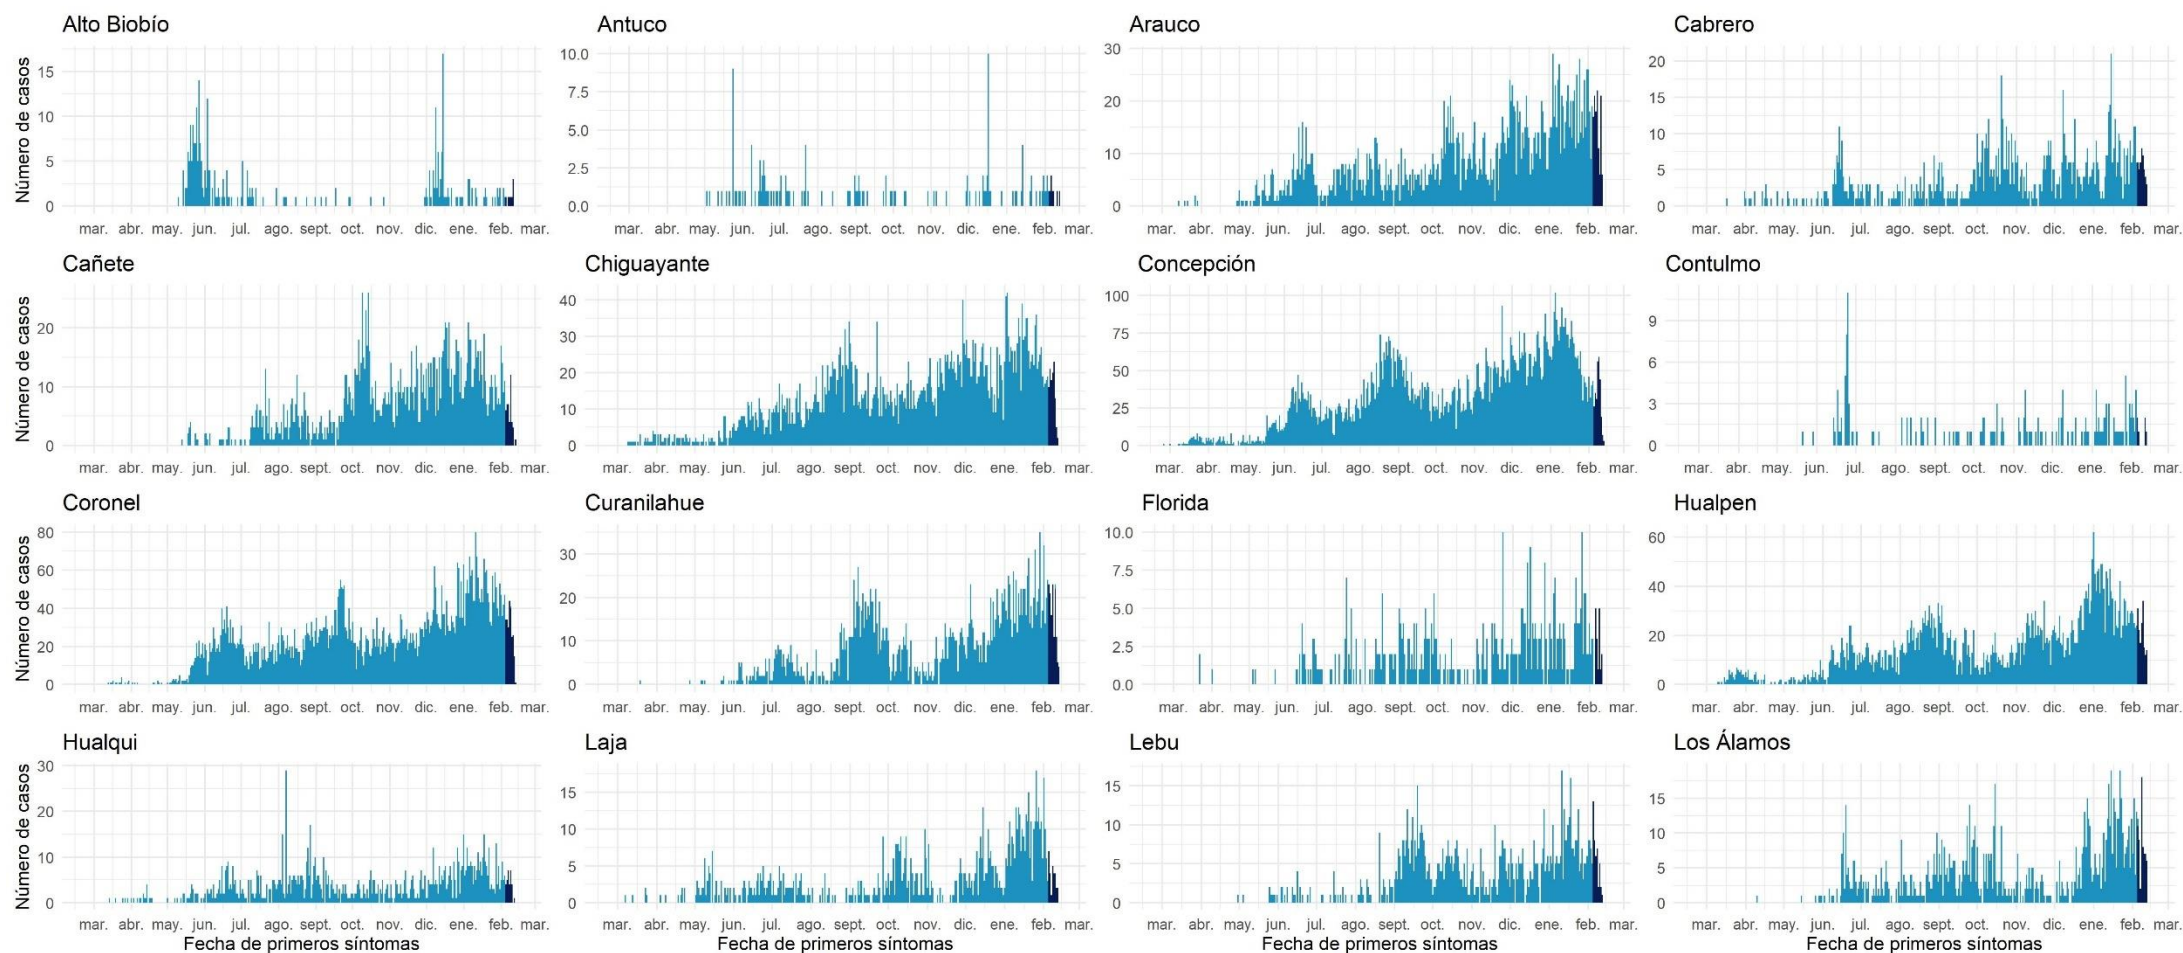 Alto Biobío
Antuco
Arauco
Cabrero
Número de casos
15
10
5
0
10.0
7.5
5.0
2.5
0.0
30
20
10
0
20
15
10
5
0
mar. abr. may. jun. jul. ago. sept. oct. nov. dic. ene. feb. mar.
mar. abr. may. jun. jul. ago. sept. oct. nov. dic. ene. feb. mar.
mar. abr. may. jun. jul. ago. sept. oct. nov. dic. ene. feb. mar.
mar. abr. may. jun. jul. ago. sept. oct. nov. dic. ene. feb. mar.
Cañete
Chiguayante
Concepción
Contulmo
Número de casos
20
10
0
40
30
20
10
0
100
75
50
25
0
9
6
3
0
mar. abr. may. jun. jul. ago. sept. oct. nov. dic. ene. feb. mar.
mar. abr. may. jun. jul. ago. sept. oct. nov. dic. ene. feb. mar.
mar. abr. may. jun. jul. ago. sept. oct. nov. dic. ene. feb. mar.
mar. abr. may. jun. jul. ago. sept. oct. nov. dic. ene. feb. mar.
Coronel
Curanilahue
Florida
Hualpen
Número de casos
80
60
40
20
0
30
20
10
0
10.0
7.5
5.0
2.5
0.0
60
40
20
0
mar. abr. may. jun. jul. ago. sept. oct. nov. dic. ene. feb. mar.
mar. abr. may. jun. jul. ago. sept. oct. nov. dic. ene. feb. mar.
mar. abr. may. jun. jul. ago. sept. oct. nov. dic. ene. feb. mar.
mar. abr. may. jun. jul. ago. sept. oct. nov. dic. ene. feb. mar.
Hualqui
Laja
Lebu
Los Álamos
Número de casos
30
20
10
0
15
10
5
0
15
10
5
0
15
10
5
0
mar. abr. may. jun. jul. ago. sept. oct. nov. dic. ene. feb. mar.
mar. abr. may. jun. jul. ago. sept. oct. nov. dic. ene. feb. mar.
mar. abr. may. jun. jul. ago. sept. oct. nov. dic. ene. feb. mar.
mar. abr. may. jun. jul. ago. sept. oct. nov. dic. ene. feb. mar.
Fecha de primeros síntomas
Fecha de primeros síntomas
Fecha de primeros síntomas
Fecha de primeros síntomas